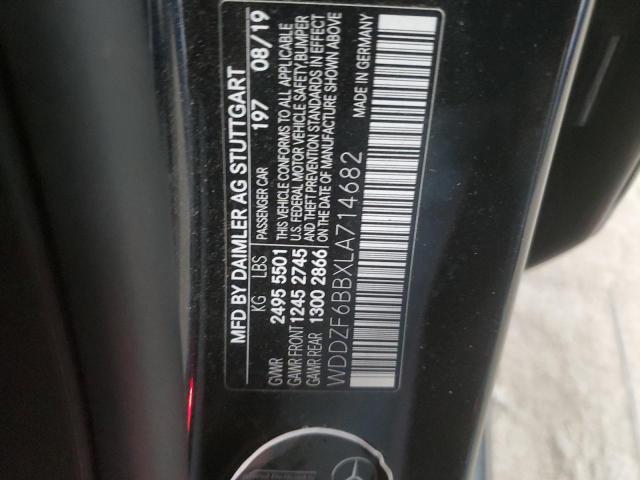 MFD BY DAIMLER AG STUTTGART
KG LBS PASSENGER CAR 197 08/19
GVWR 2495 5501 THIS VEHICLE CONFORMS TO ALL APPLICABLE
GAWR FRONT 1245 2745 U.S. FEDERAL MOTOR VEHICLE SAFETY, BUMPER
GAWR REAR 1300 2866 AND THEFT PREVENTION STANDARDS IN EFFECT
ON THE DATE OF MANUFACTURE SHOWN ABOVE
WDDZF6BBXLA714682 MADE IN GERMANY